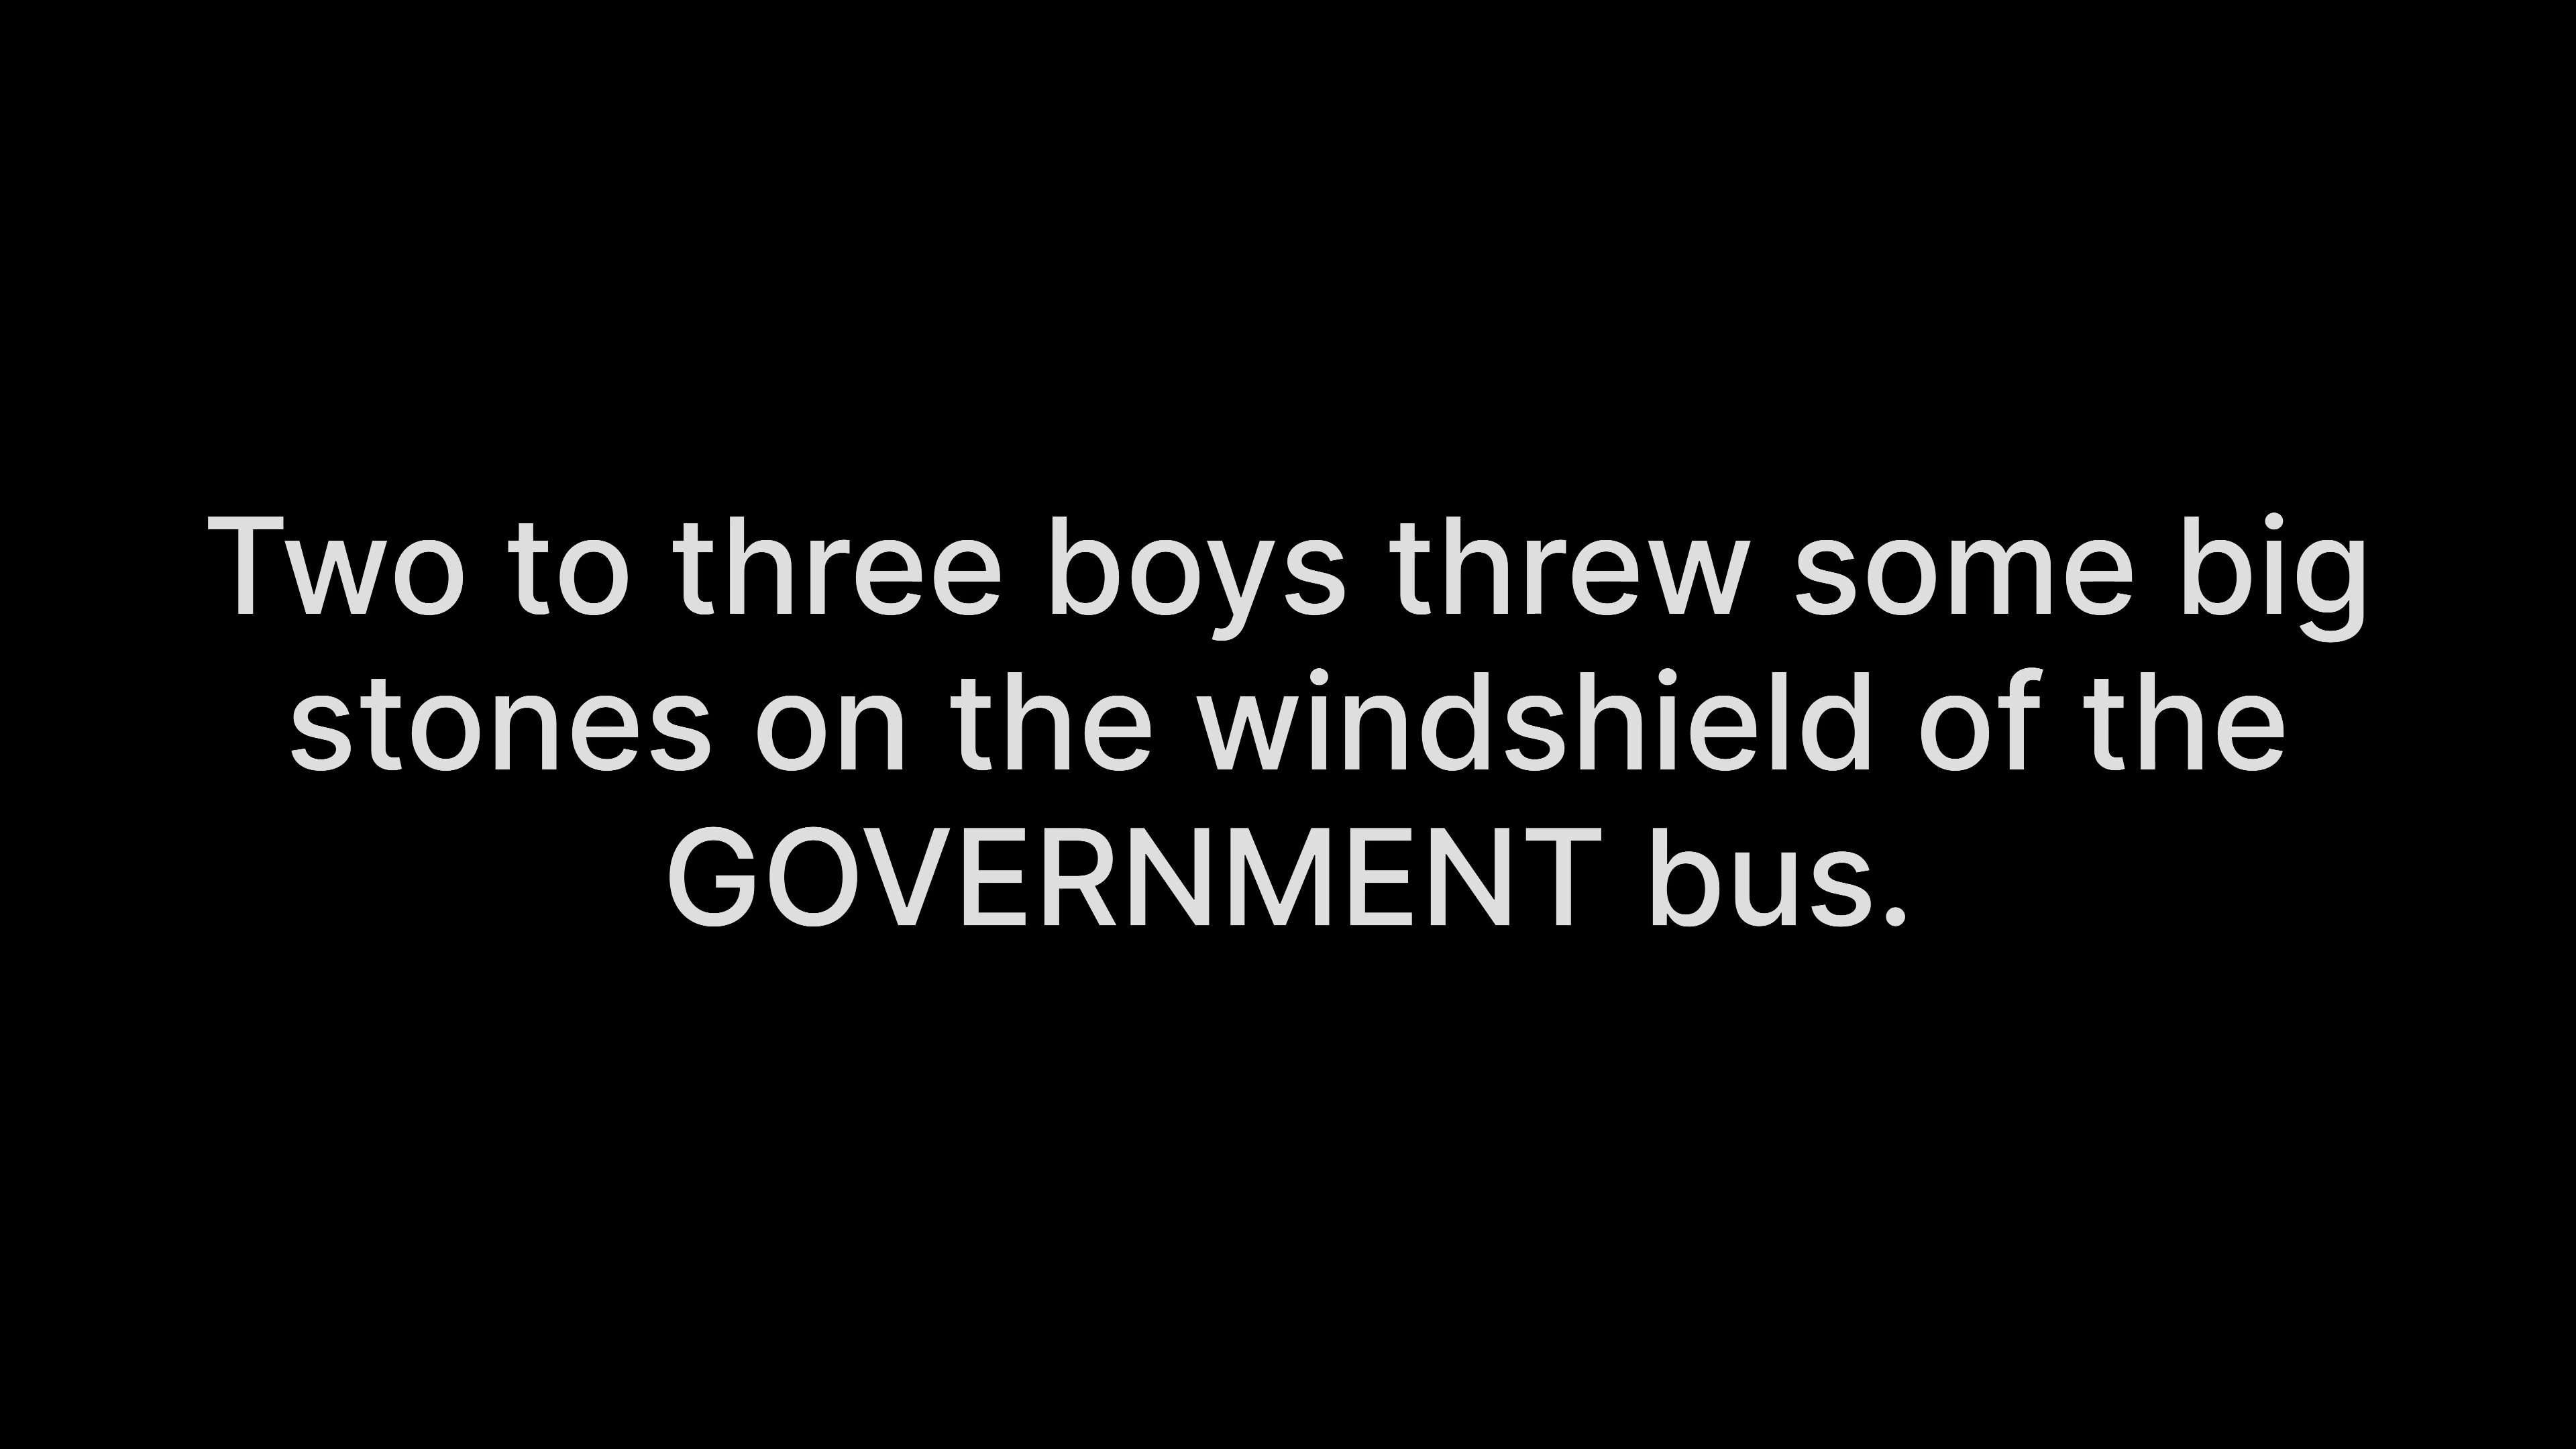 Two to three boys threw some big
stones on the windshield of the
GOVERNMENT bus.